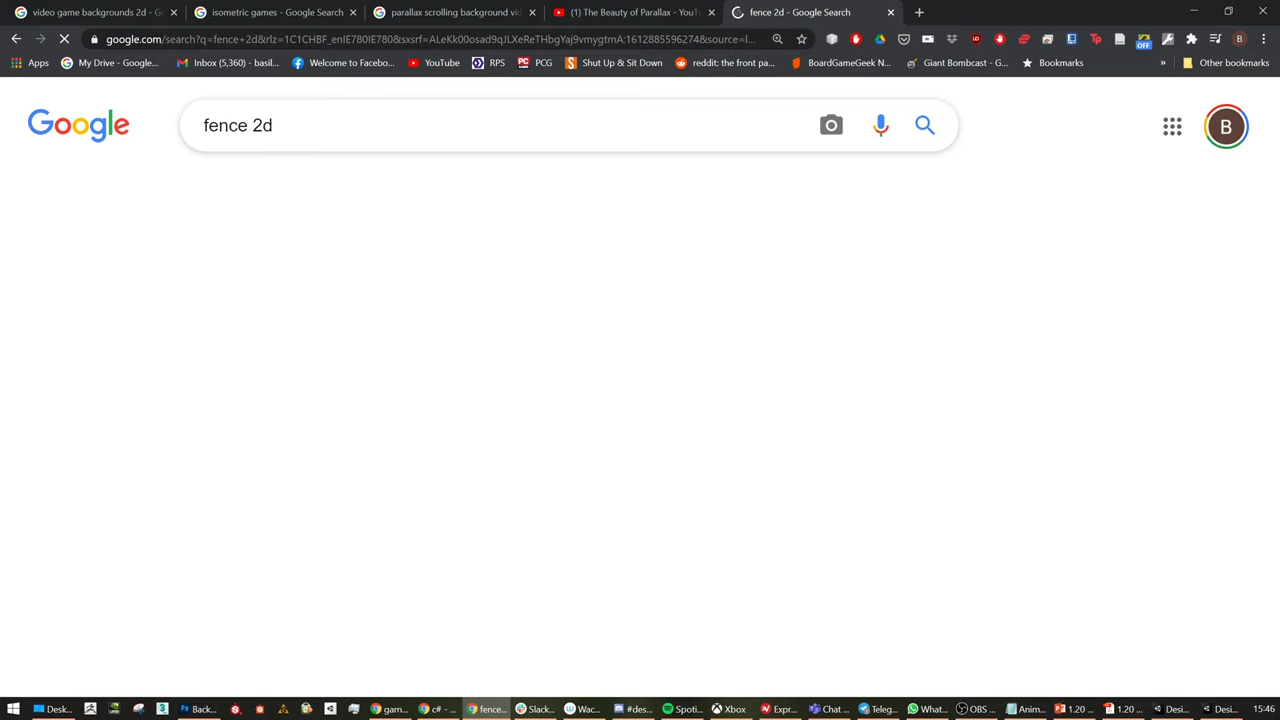 video game backgrounds 2d - G
isometric games - Google Search
parallax scrolling background vid
(1) The Beauty of Parallax - YouT
fence 2d - Google Search
google.com/search?q=fence+2d&rlz=1C1CHBF_enIE780IE780&sxsrf=ALeKk00osad9qJLXeReTHbgYaj9vmygtmA:1612885596274&source=l...
Apps
My Drive - Google...
Inbox (5,360) - basil...
Welcome to Facebo...
YouTube
RPS
PCG
Shut Up & Sit Down
reddit: the front pa...
BoardGameGeek N...
Giant Bombcast - G...
Bookmarks
»
Other bookmarks
OFF
Google
fence 2d
B
Desk...
Back...
gam...
c# - ...
fence...
Slack...
Wac...
#des...
Spoti...
Xbox
Expr...
Chat ...
Teleg...
What...
OBS ...
Anim...
1.20 ...
1.20 ...
Desi...
Desi...
15:46